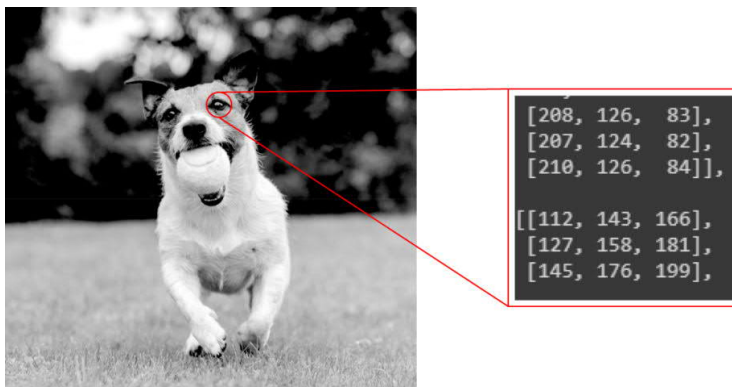 [208, 126, 83],
[207, 124, 82],
[210, 126, 84]],
[[112, 143, 166],
[127, 158, 181],
[145, 176, 199],